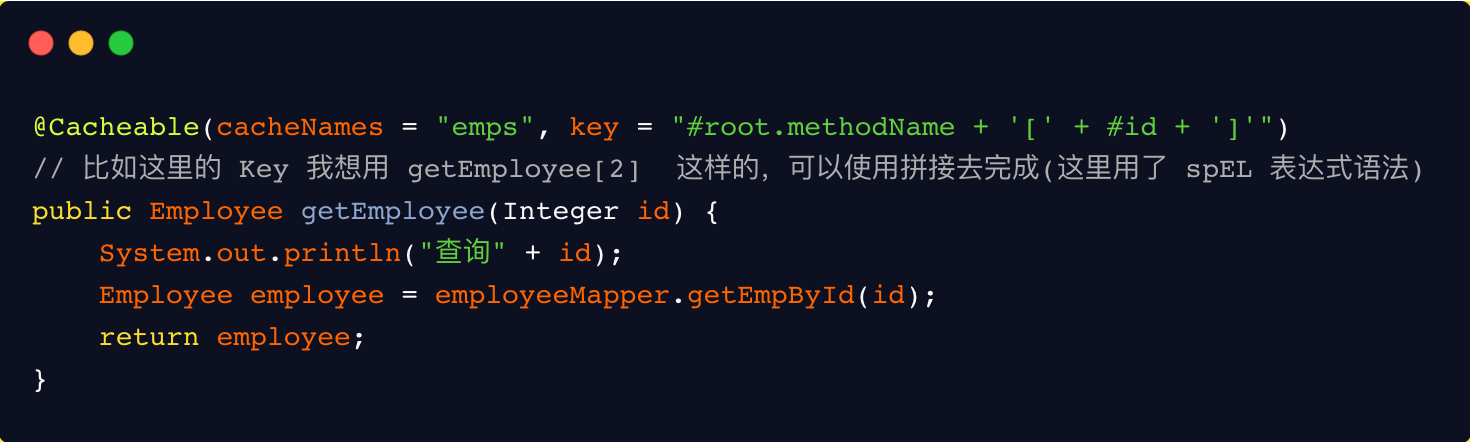 @Cacheable(cacheNames = "emps", key = "#root.methodName + '[' + #id + ']'")
// 比如这里的 Key 我想用 getEmployee[2]  这样的，可以使用拼接去完成(这里用了 spEL 表达式语法)
public Employee getEmployee(Integer id) {
    System.out.println("查询" + id);
    Employee employee = employeeMapper.getEmpById(id);
    return employee;
}